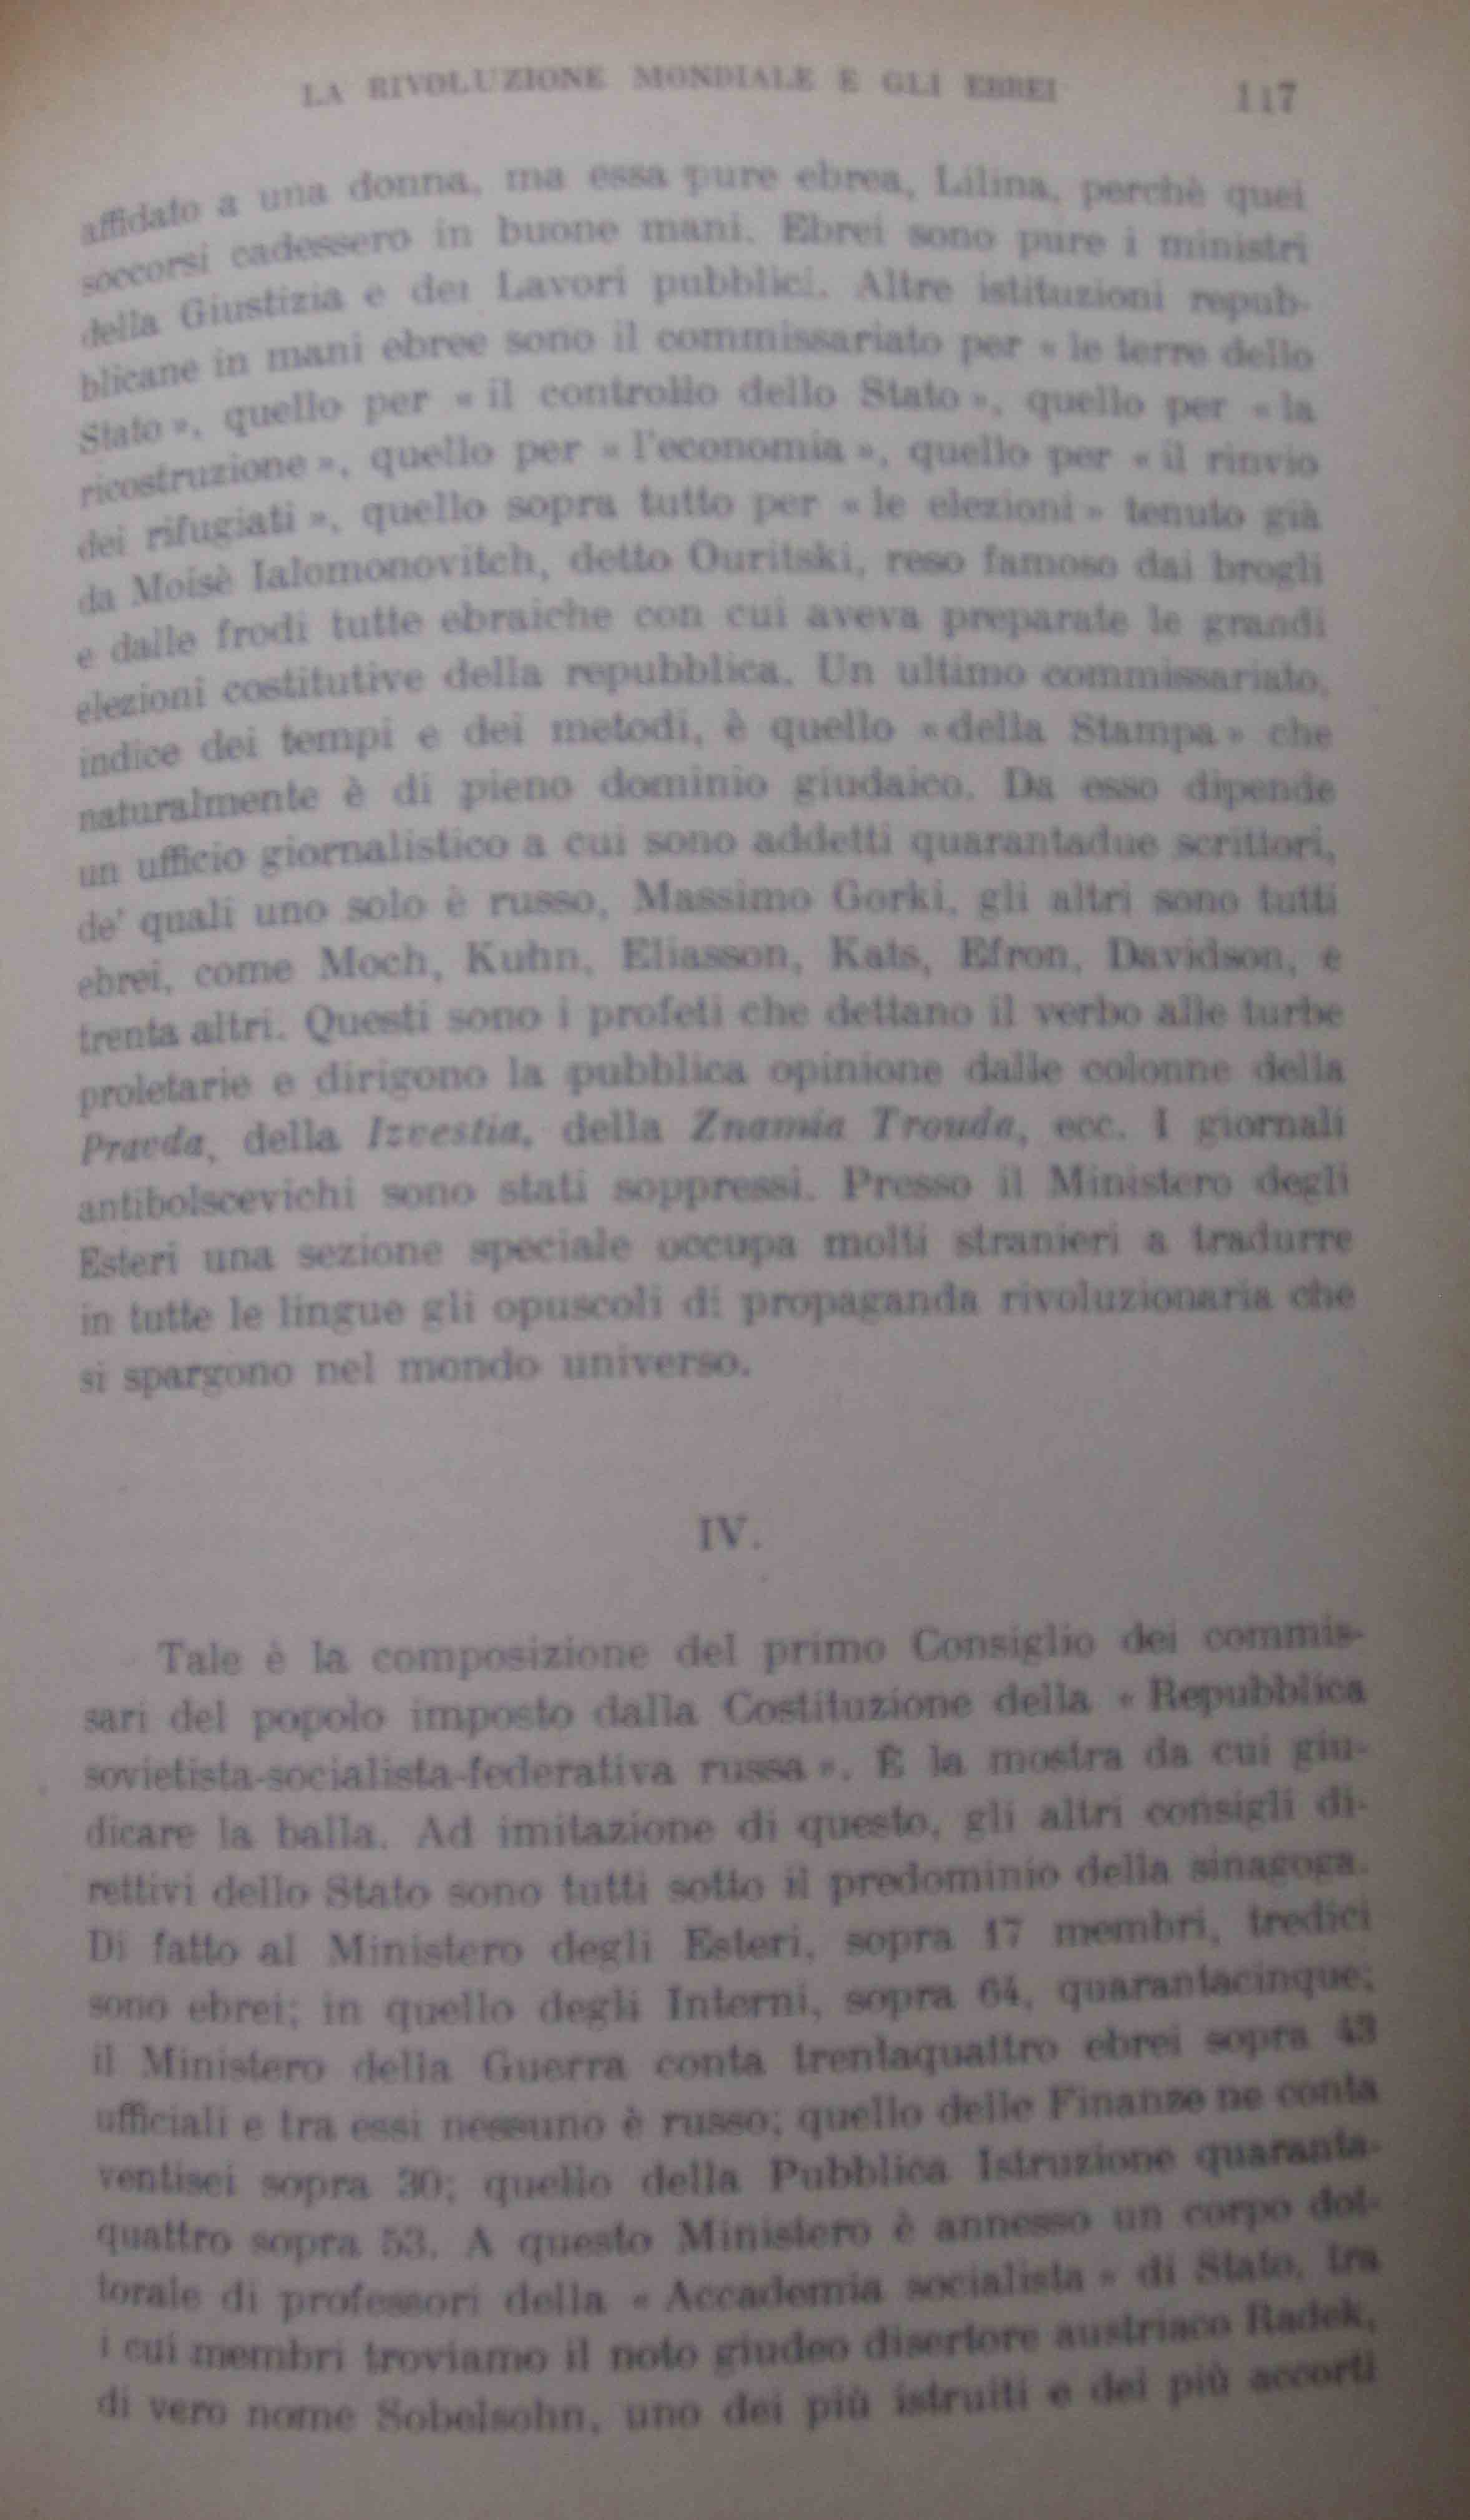 LA RIVOLUZIONE MONDIALE E GLI EBREI 117
affidato a una donna, ma essa pure ebrea, Lilina, perchè quei
soccorsi cadessero in buone mani. Ebrei sono pure i ministri
della Giustizia e dei Lavori pubblici. Altre istituzioni repub-
blicane in mani ebree sono il commissariato per « le terre dello
Stato », quello per « il controllo dello Stato », quello per « la
ricostruzione », quello per « l'economia », quello per « il rinvio
dei rifugiati », quello sopra tutto per « le elezioni » tenuto già
da Moisè Ialomonovitch, detto Ouritski, reso famoso dai brogli
e dalle frodi tutte ebraiche con cui aveva preparate le grandi
elezioni costitutive della repubblica. Un ultimo commissariato,
indice dei tempi e dei metodi, è quello « della Stampa » che
naturalmente è di pieno dominio giudaico. Da esso dipende
un ufficio giornalistico a cui sono addetti quarantadue scrittori,
de' quali uno solo è russo, Massimo Gorki, gli altri sono tutti
ebrei, come Moch, Kuhn, Eliasson, Kats, Efron, Davidson, e
trenta altri. Questi sono i profeti che dettano il verbo alle turbe
proletarie e dirigono la pubblica opinione dalle colonne della
Pravda, della Izvestia, della Znamia Trouda, ecc. I giornali
antibolscevichi sono stati soppressi. Presso il Ministero degli
Esteri una sezione speciale occupa molti stranieri a tradurre
in tutte le lingue gli opuscoli di propaganda rivoluzionaria che
si spargono nel mondo universo.
IV.
Tale è la composizione del primo Consiglio dei commis-
sari del popolo imposto dalla Costituzione della « Repubblica
sovietista-socialista-federativa russa ». È la mostra da cui giu-
dicare la balla. Ad imitazione di questo, gli altri consigli di-
rettivi dello Stato sono tutti sotto il predominio della sinagoga.
Di fatto al Ministero degli Esteri, sopra 17 membri, tredici
sono ebrei; in quello degli Interni, sopra 64, quarantacinque;
il Ministero della Guerra conta trentaquattro ebrei sopra 43
ufficiali e tra essi nessuno è russo; quello delle Finanze ne conta
ventisei sopra 30; quello della Pubblica Istruzione quaranta-
quattro sopra 53. A questo Ministero è annesso un corpo dot-
torale di professori della « Accademia socialista » di Stato, tra
i cui membri troviamo il noto giudeo disertore austriaco Radek,
di vero nome Sobelsohn, uno dei più istruiti e dei più accorti